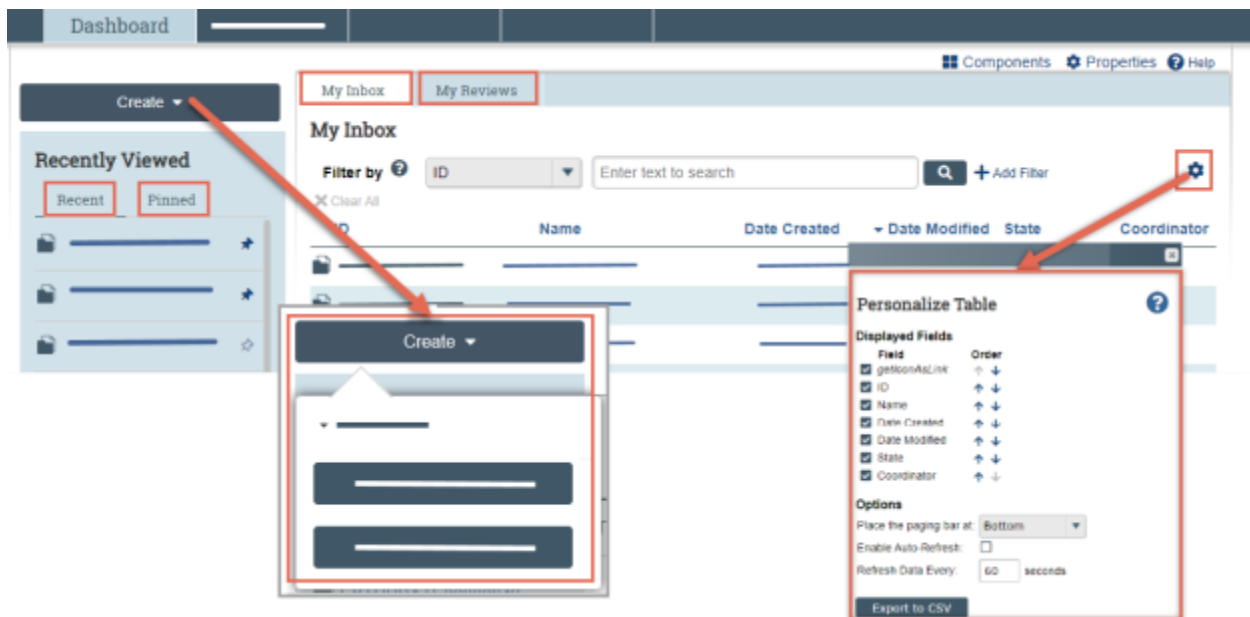 Dashboard
Components Properties Help
Create
My Inbox My Reviews
My Inbox
Recently Viewed
Filter by ID Enter text to search Add Filter
Recent Pinned
Clear All
ID Name Date Created Date Modified State Coordinator
Create
Personalize Table
Displayed Fields
Field Order
getIconAsLink
ID
Name
Date Created
Date Modified
State
Coordinator
Options
Place the paging bar at: Bottom
Enable Auto-Refresh:
Refresh Data Every: 60 seconds
Export to CSV